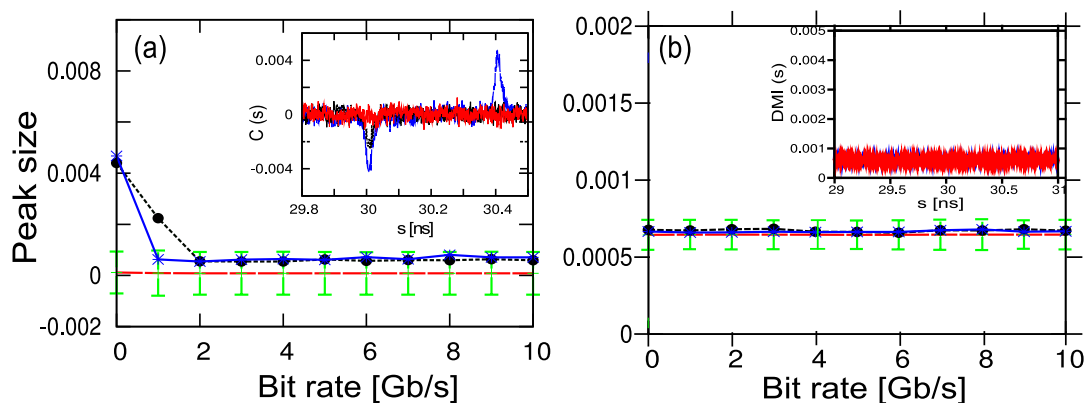 (a)
0.008
0.004
0
-0.002
Peak size
0 2 4 6 8 10
Bit rate [Gb/s]
0.004
0
-0.004
C (s)
29.8 30 30.2 30.4
s [ns]
(b)
0.002
0.0015
0.001
0.0005
0
0 2 4 6 8 10
Bit rate [Gb/s]
0.005
0.004
0.003
0.002
0.001
0
DMI (s)
29 29.5 30 30.5 31
s [ns]